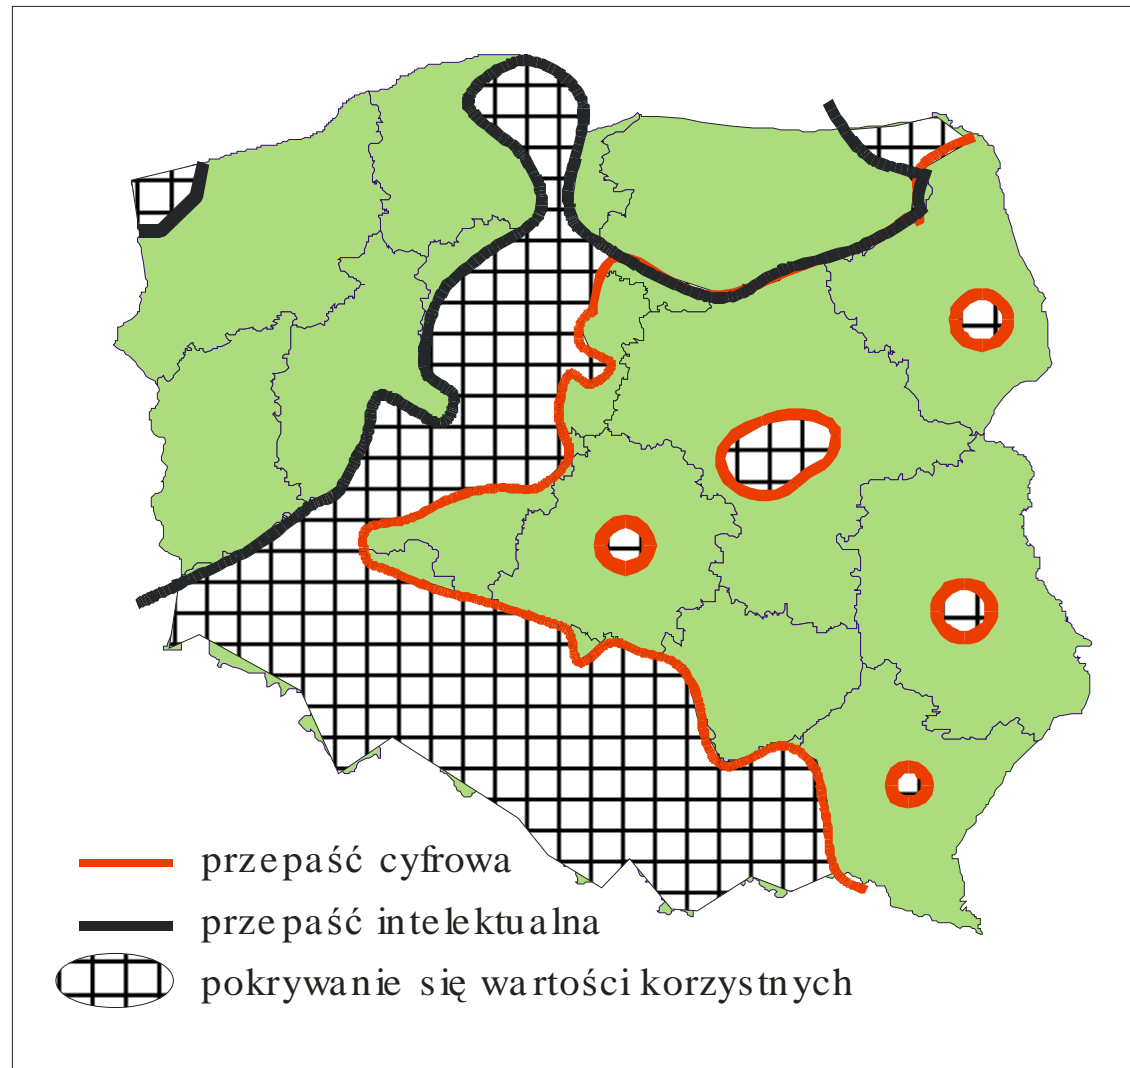 przepaść cyfrowa
przepaść intelektualna
pokrywanie się wartości korzystnych